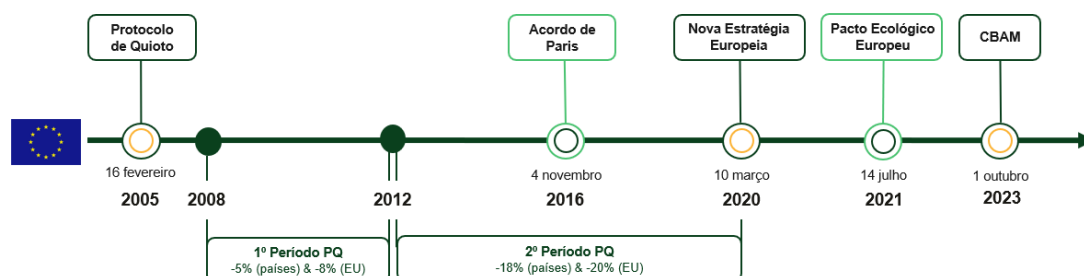 Protocolo
de Quioto
Acordo de
Paris
Nova Estratégia
Europeia
Pacto Ecológico
Europeu
CBAM
16 fevereiro
2005
2008
2012
4 novembro
2016
10 março
2020
14 julho
2021
1 outubro
2023
1º Período PQ
-5% (países) & -8% (EU)
2º Período PQ
-18% (países) & -20% (EU)